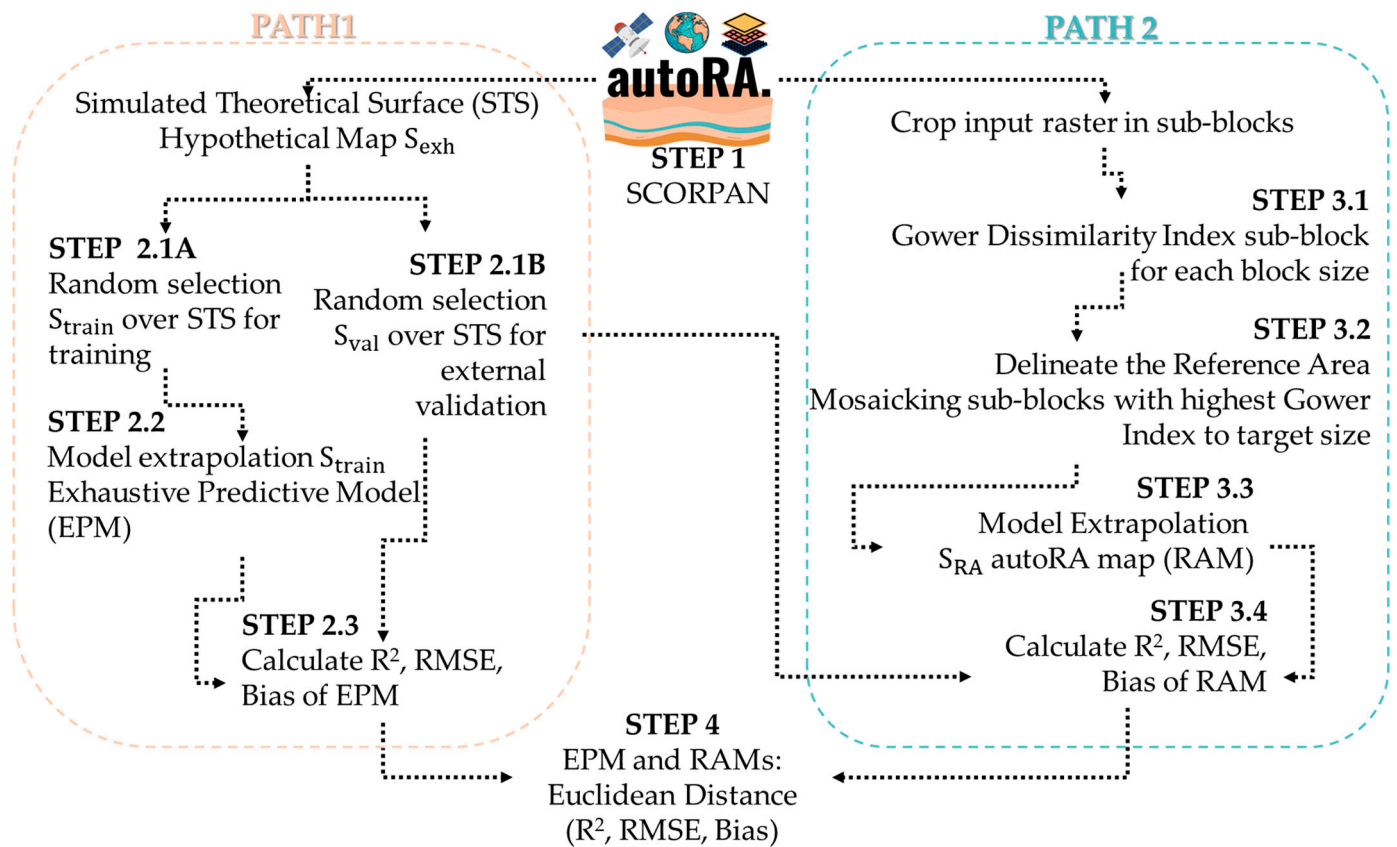 PATH1
PATH 2
autoRA.
STEP 1
SCORPAN
Simulated Theoretical Surface (STS)
Hypothetical Map Sexh
STEP 2.1A
Random selection
Strain over STS for
training
STEP 2.1B
Random selection
Sval over STS for
external
validation
STEP 2.2
Model extrapolation Strain
Exhaustive Predictive Model
(EPM)
STEP 2.3
Calculate R², RMSE,
Bias of EPM
Crop input raster in sub-blocks
STEP 3.1
Gower Dissimilarity Index sub-block
for each block size
STEP 3.2
Delineate the Reference Area
Mosaicking sub-blocks with highest Gower
Index to target size
STEP 3.3
Model Extrapolation
SRA autoRA map (RAM)
STEP 3.4
Calculate R², RMSE,
Bias of RAM
STEP 4
EPM and RAMs:
Euclidean Distance
(R², RMSE, Bias)